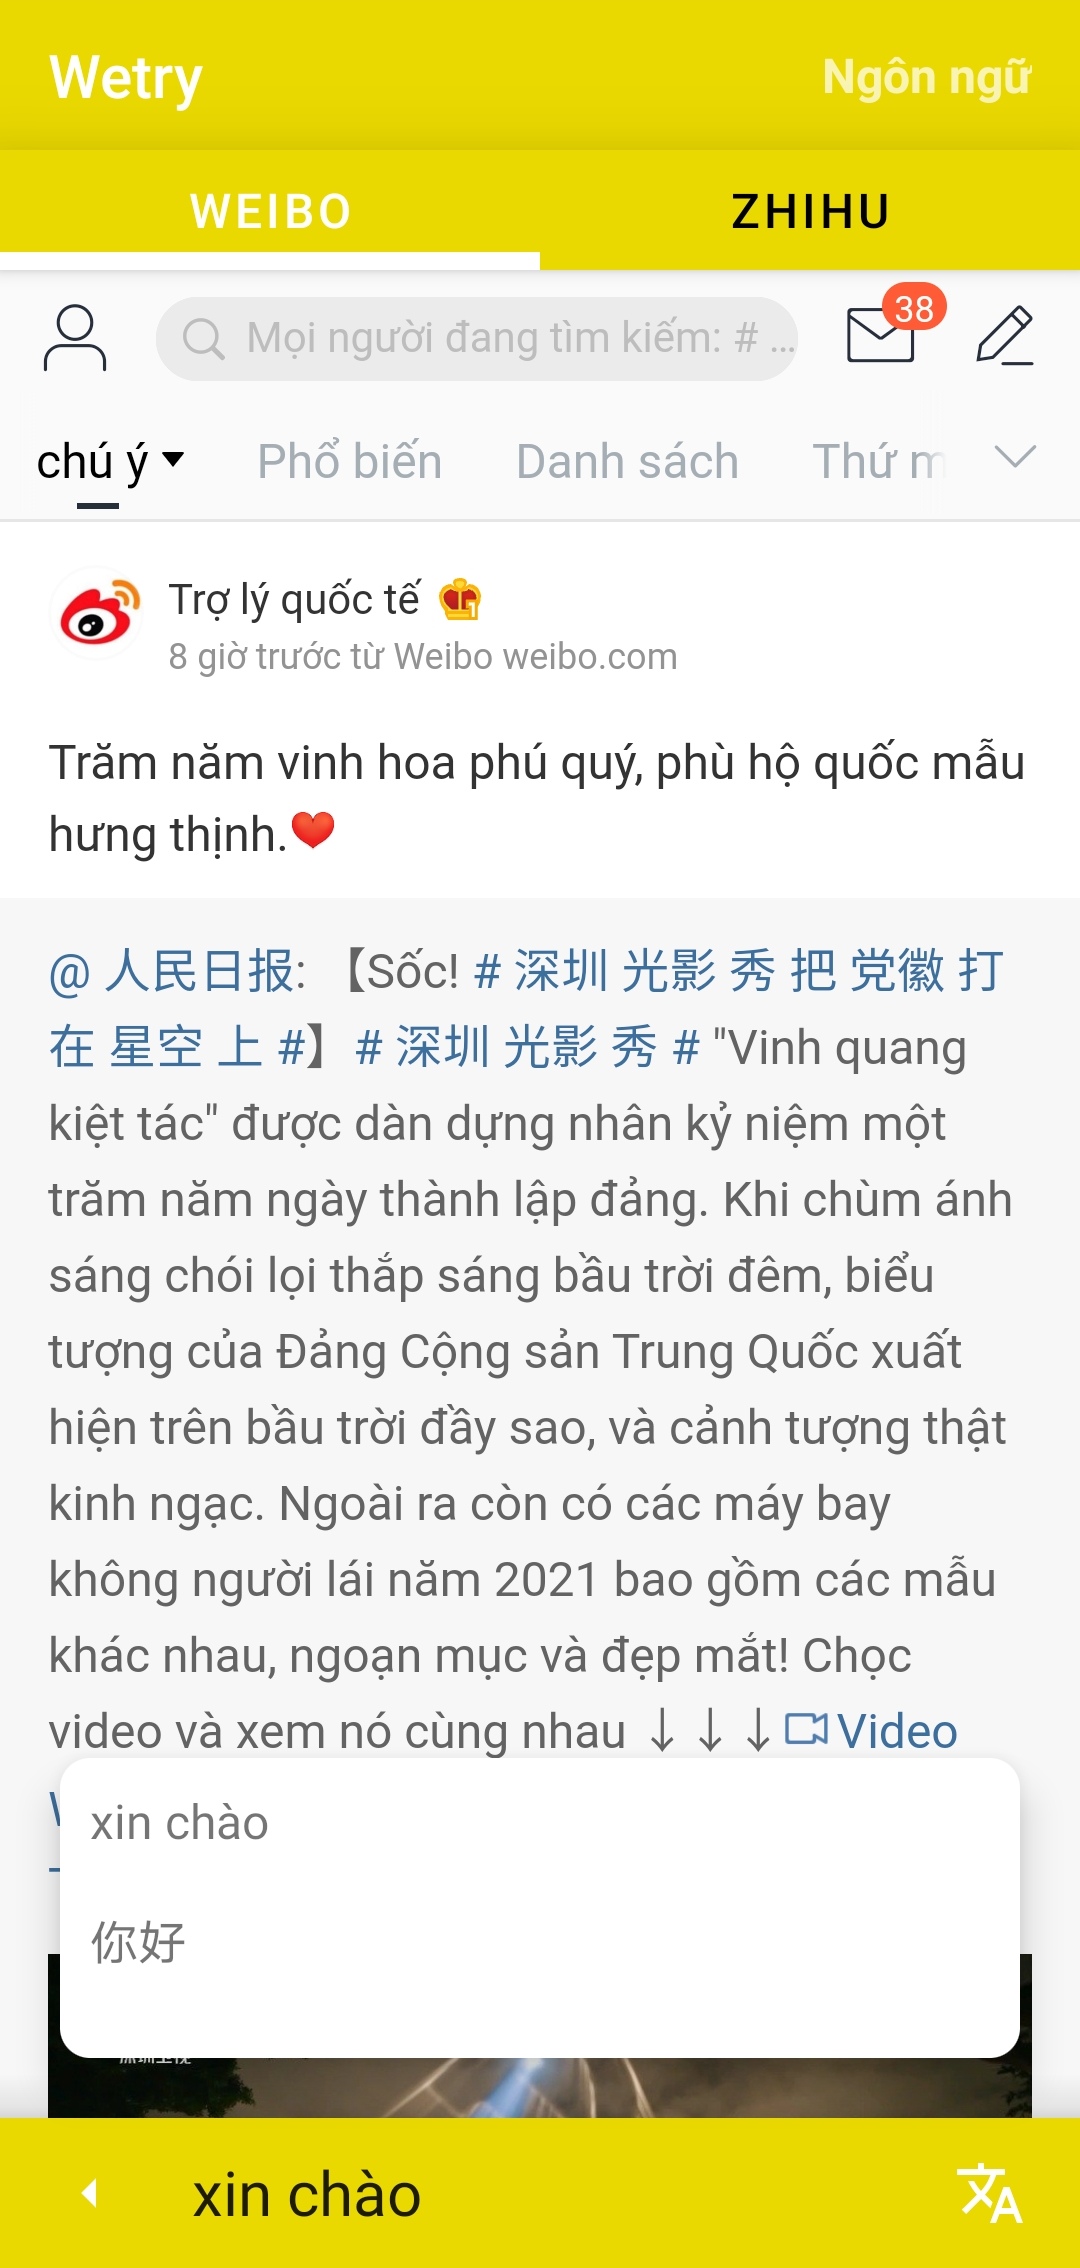 Wetry
Ngôn ngữ
WEIBO
ZHIHU
Mọi người đang tìm kiếm: # ...
38
chú ý
Phổ biến
Danh sách
Thứ m
Trợ lý quốc tế
8 giờ trước từ Weibo weibo.com
Trăm năm vinh hoa phú quý, phù hộ quốc mẫu
hưng thịnh.❤
@ 人民日报: 【Sốc! # 深圳 光影 秀 把 党徽 打
在 星空 上 #】 # 深圳 光影 秀 # "Vinh quang
kiệt tác" được dàn dựng nhân kỷ niệm một
trăm năm ngày thành lập đảng. Khi chùm ánh
sáng chói lọi thắp sáng bầu trời đêm, biểu
tượng của Đảng Cộng sản Trung Quốc xuất
hiện trên bầu trời đầy sao, và cảnh tượng thật
kinh ngạc. Ngoài ra còn có các máy bay
không người lái năm 2021 bao gồm các mẫu
khác nhau, ngoạn mục và đẹp mắt! Chọc
video và xem nó cùng nhau ↓ ↓ ↓ Video
xin chào
你好
xin chào